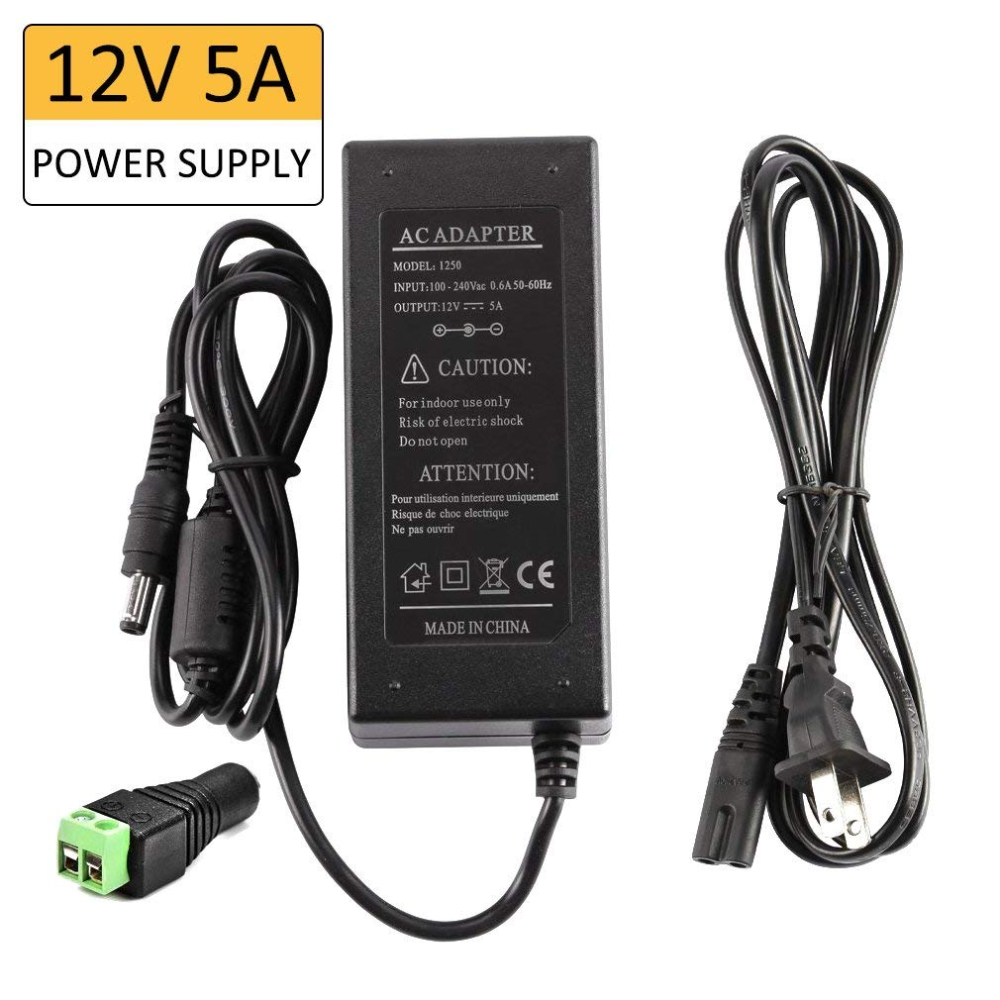 12V 5A
POWER SUPPLY
AC ADAPTER
MODEL: 1250
INPUT:100 - 240Vac 0.6A 50-60Hz
OUTPUT:12V 5A
CAUTION:
For indoor use only
Risk of electric shock
Do not open
ATTENTION:
Pour utilisation interieure uniquement
Risque de choc electrique
Ne pas ouvrir
CE
MADE IN CHINA